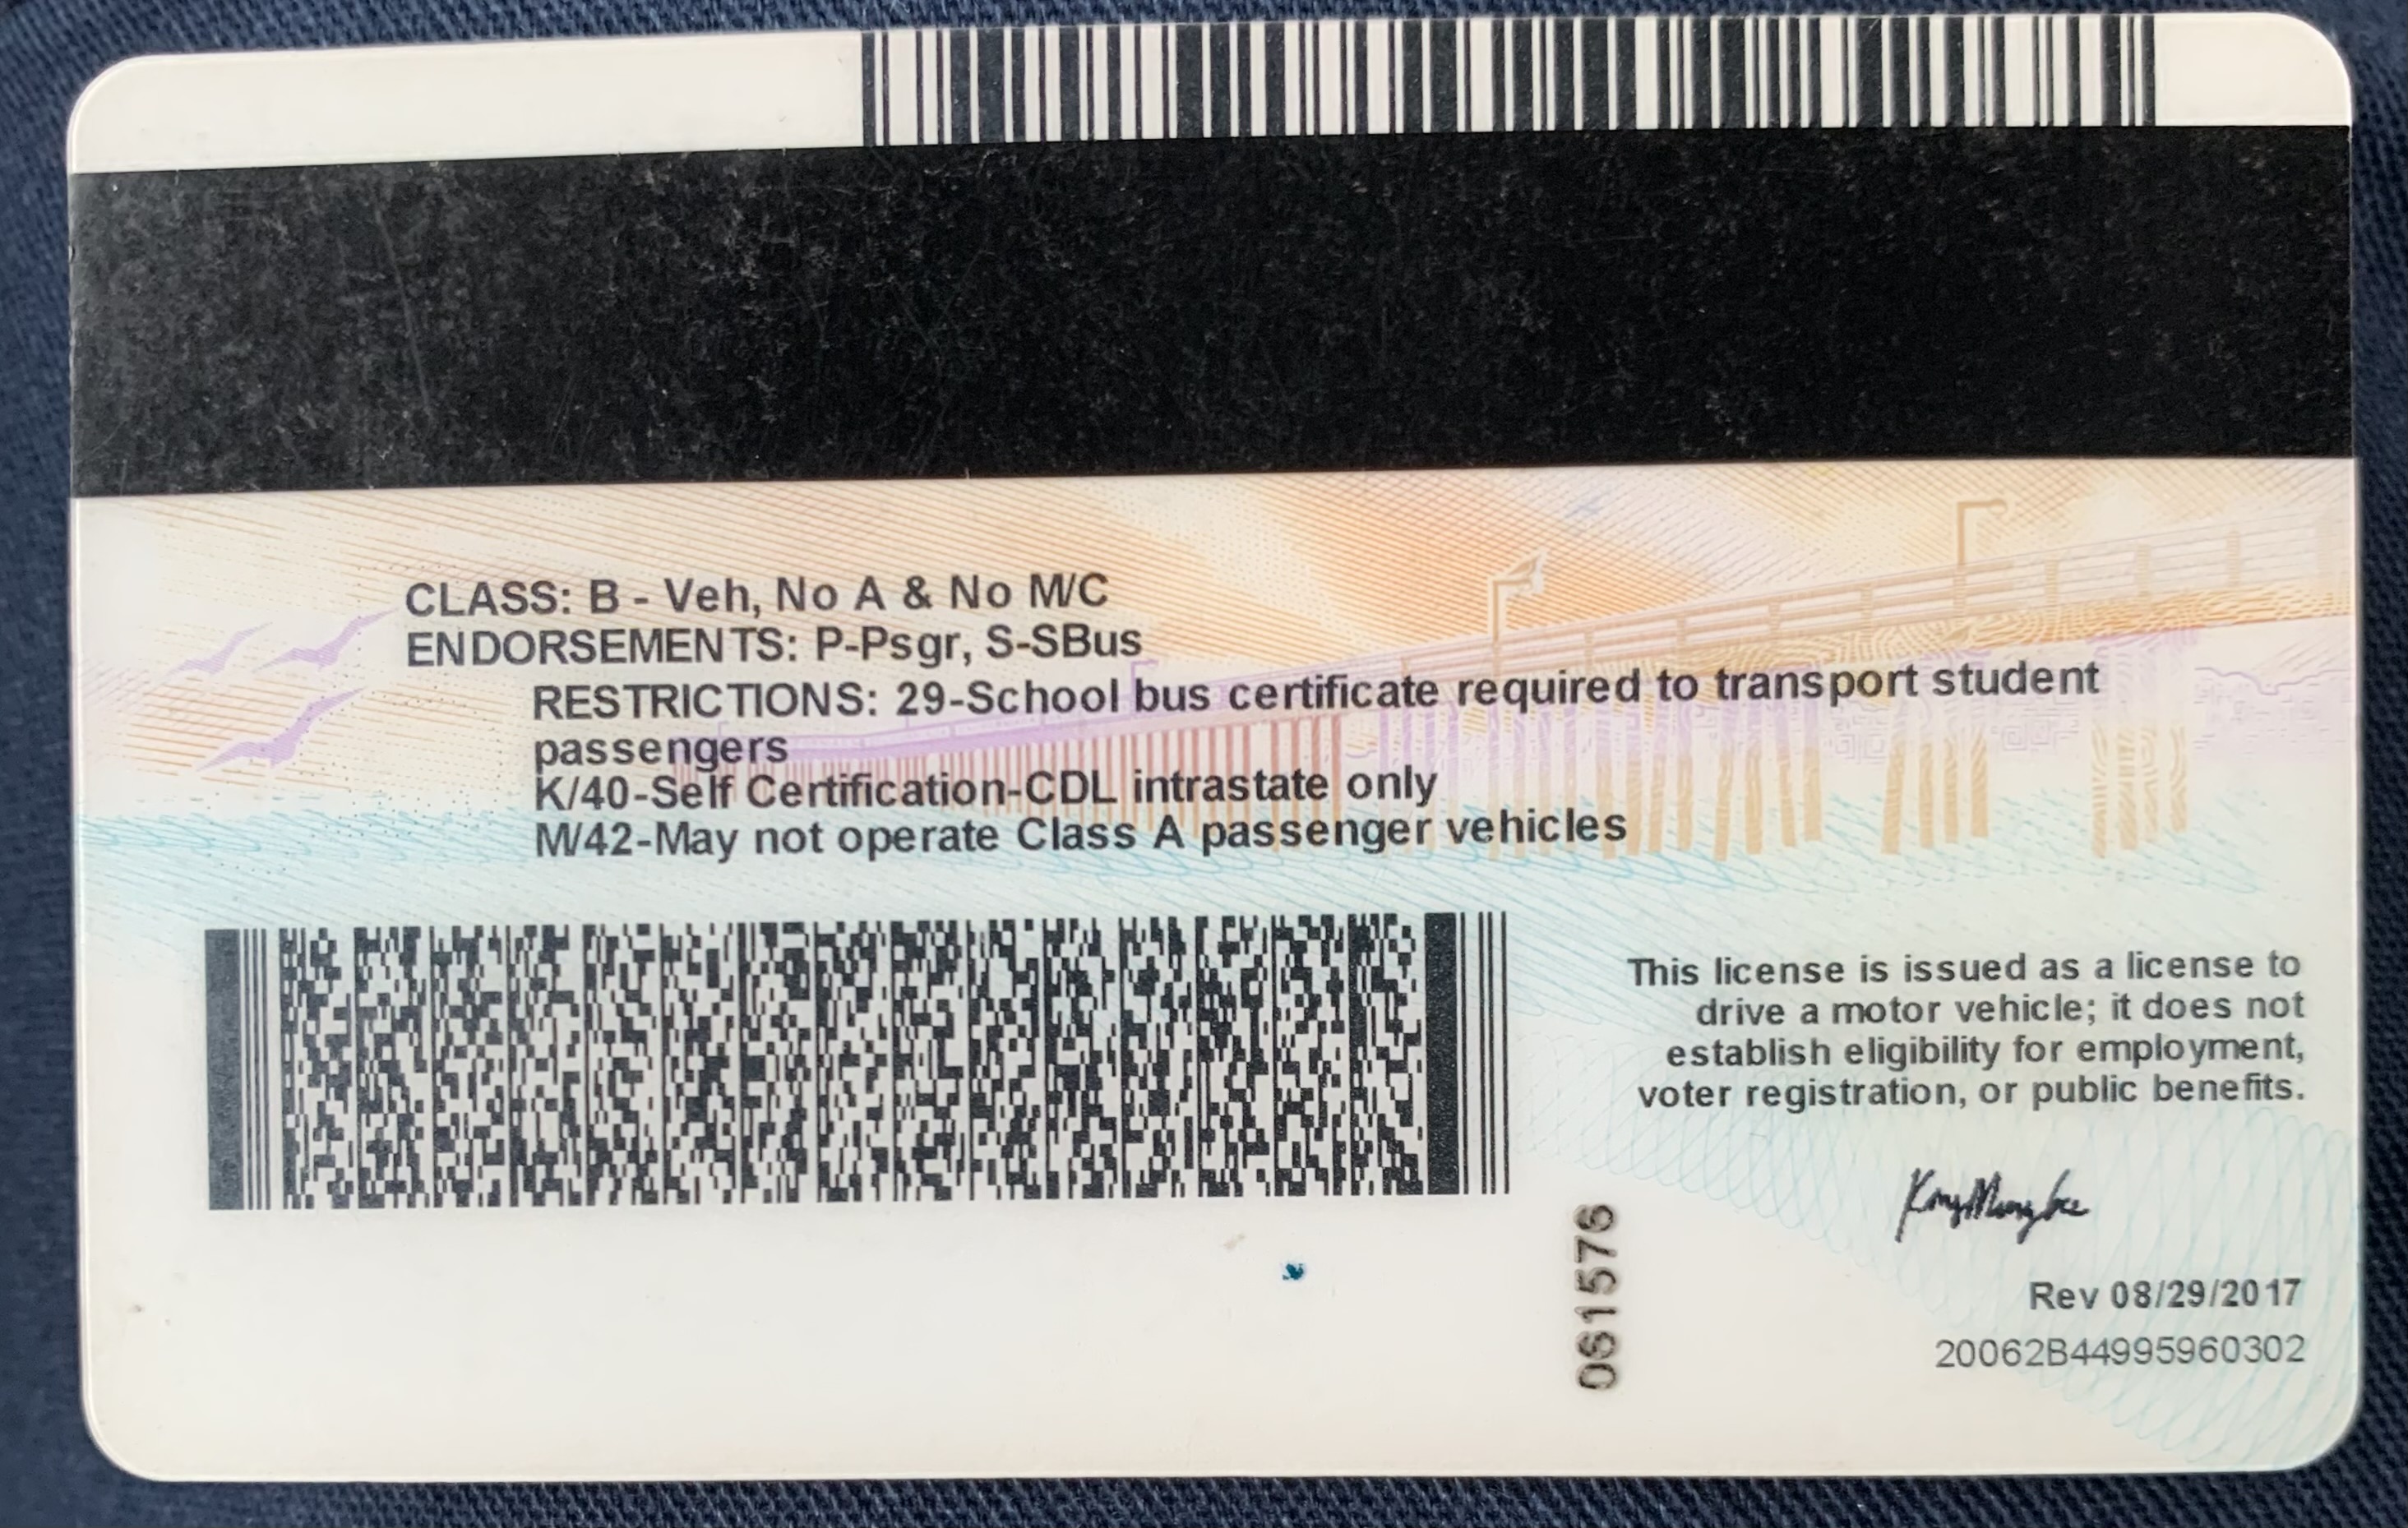 CLASS: B - Veh, No A & No M/C
ENDORSEMENTS: P-Psgr, S-SBus
RESTRICTIONS: 29-School bus certificate required to transport student
passengers
K/40-Self Certification-CDL intrastate only
M/42-May not operate Class A passenger vehicles
This license is issued as a license to
drive a motor vehicle; it does not
establish eligibility for employment,
voter registration, or public benefits.
Rev 08/29/2017
20062B44995960302